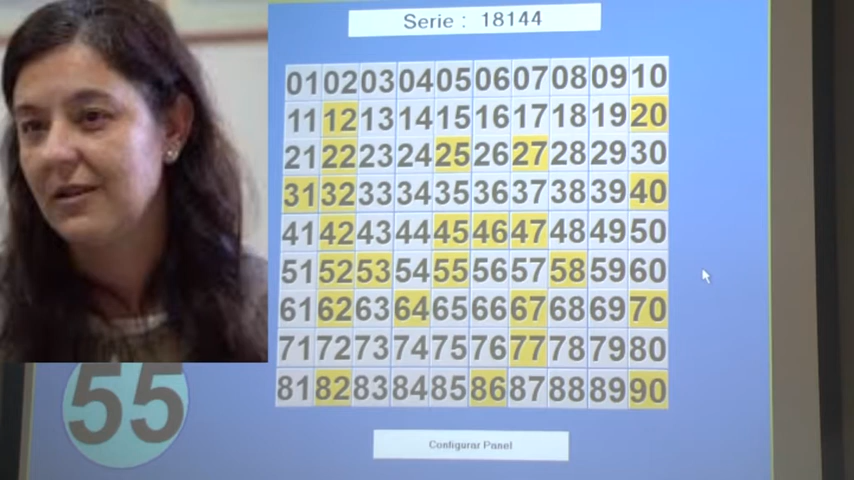 Serie : 18144
01 02 03 04 05 06 07 08 09 10
11 12 13 14 15 16 17 18 19 20
21 22 23 24 25 26 27 28 29 30
31 32 33 34 35 36 37 38 39 40
41 42 43 44 45 46 47 48 49 50
51 52 53 54 55 56 57 58 59 60
61 62 63 64 65 66 67 68 69 70
71 72 73 74 75 76 77 78 79 80
81 82 83 84 85 86 87 88 89 90
55
Configurar Panel